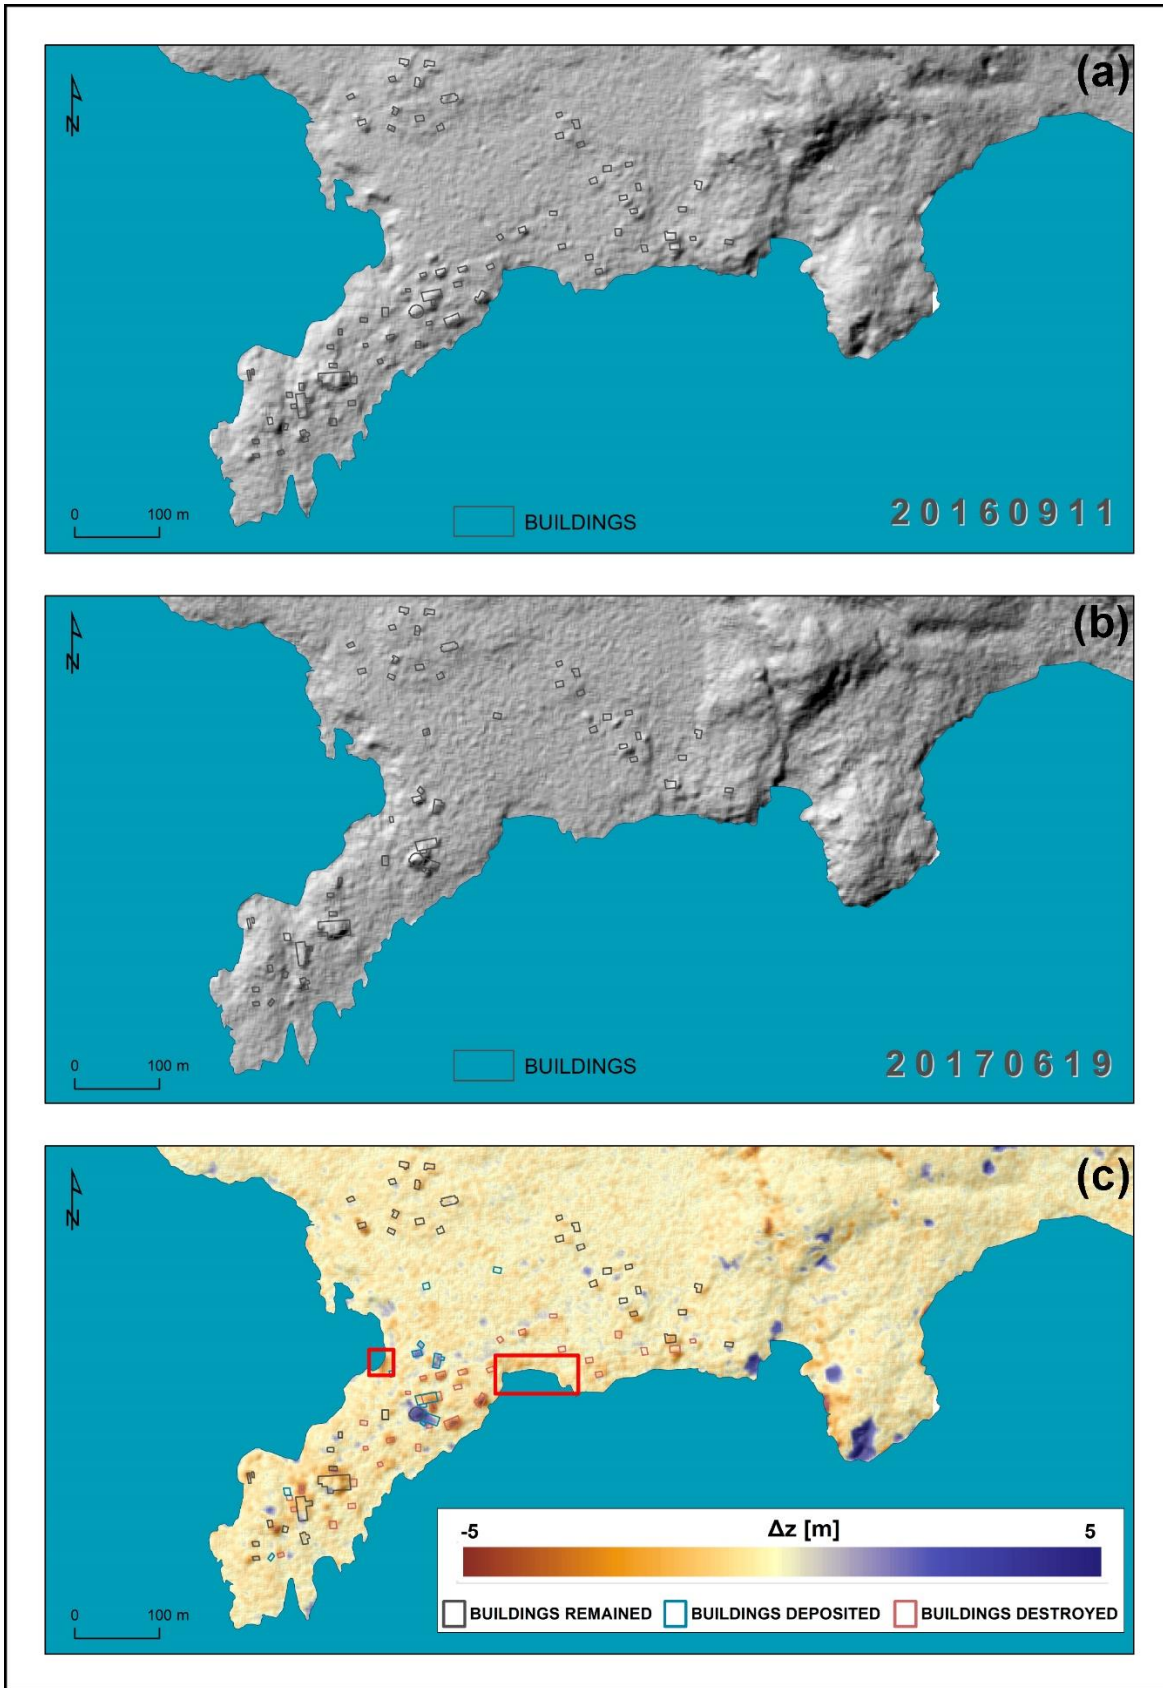 (a)
N
0 100 m
BUILDINGS
20160911
(b)
N
0 100 m
BUILDINGS
20170619
(c)
N
-5 Δz [m] 5
BUILDINGS REMAINED BUILDINGS DEPOSITED BUILDINGS DESTROYED
0 100 m